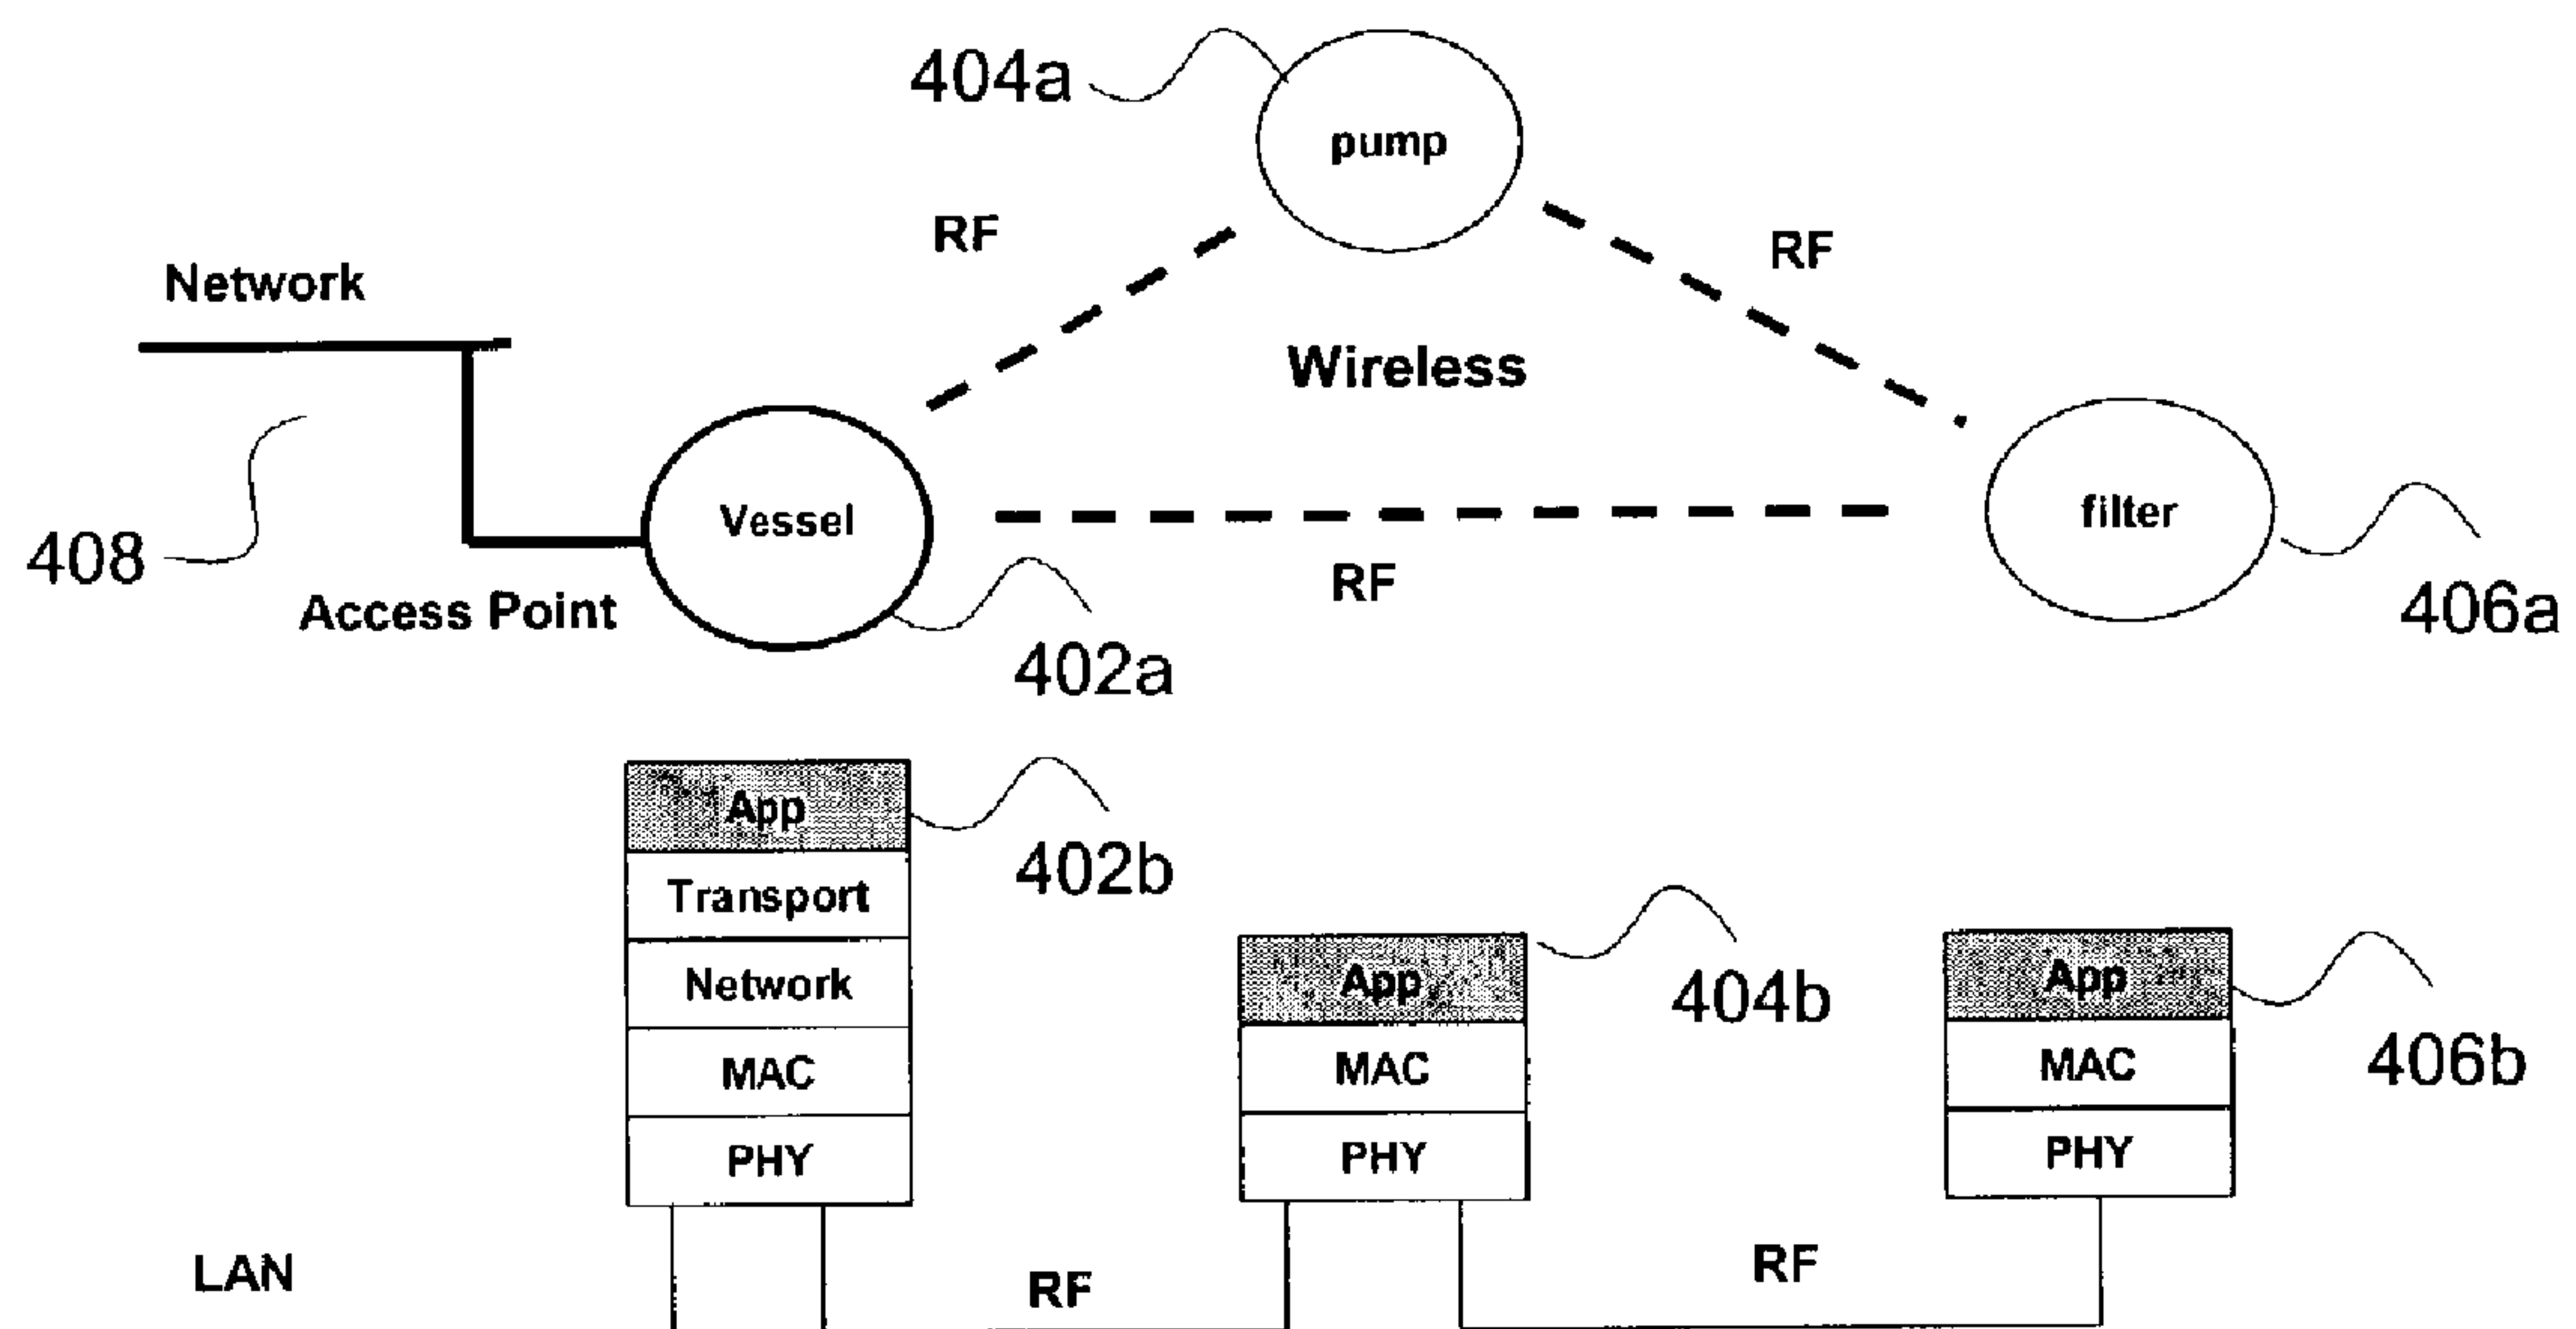 404a
pump
RF
RF
Network
Wireless
Vessel
filter
408
RF
Access Point
406a
402a
App
402b
Transport
Network
App
App
404b
MAC
MAC
MAC
406b
PHY
PHY
PHY
LAN
RF
RF